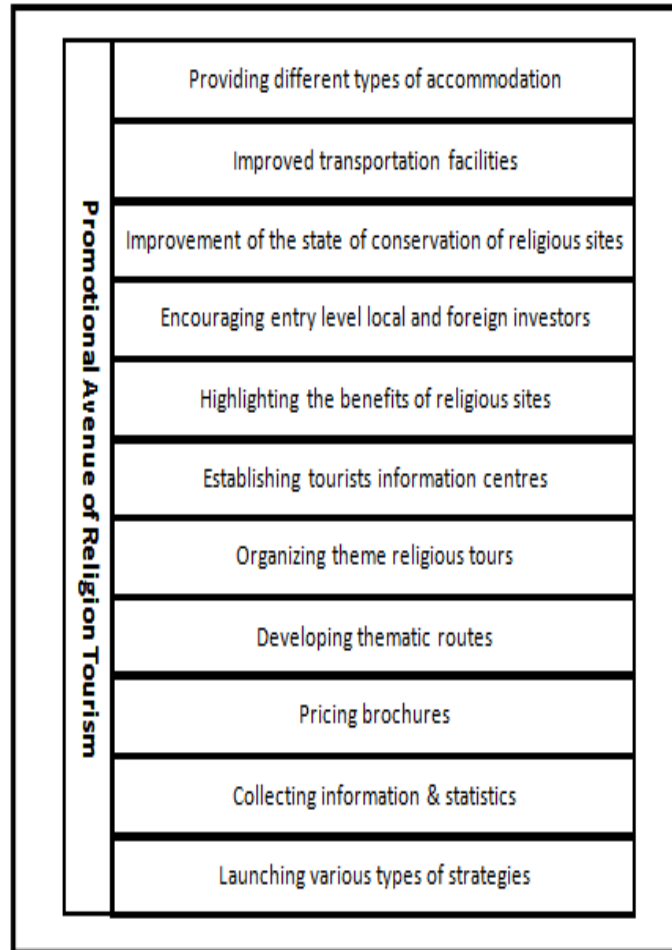 Promotional Avenue of Religion Tourism
Providing different types of accommodation
Improved transportation facilities
Improvement of the state of conservation of religious sites
Encouraging entry level local and foreign investors
Highlighting the benefits of religious sites
Establishing tourists information centres
Organizing theme religious tours
Developing thematic routes
Pricing brochures
Collecting information & statistics
Launching various types of strategies